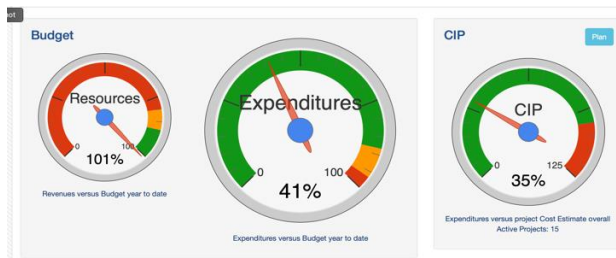 Budget
Resources
0
100
101%
Revenues versus Budget year to date
Expenditures
0
100
41%
Expenditures versus Budget year to date
CIP
Plan
CIP
0
125
35%
Expenditures versus project Cost Estimate overall
Active Projects: 15